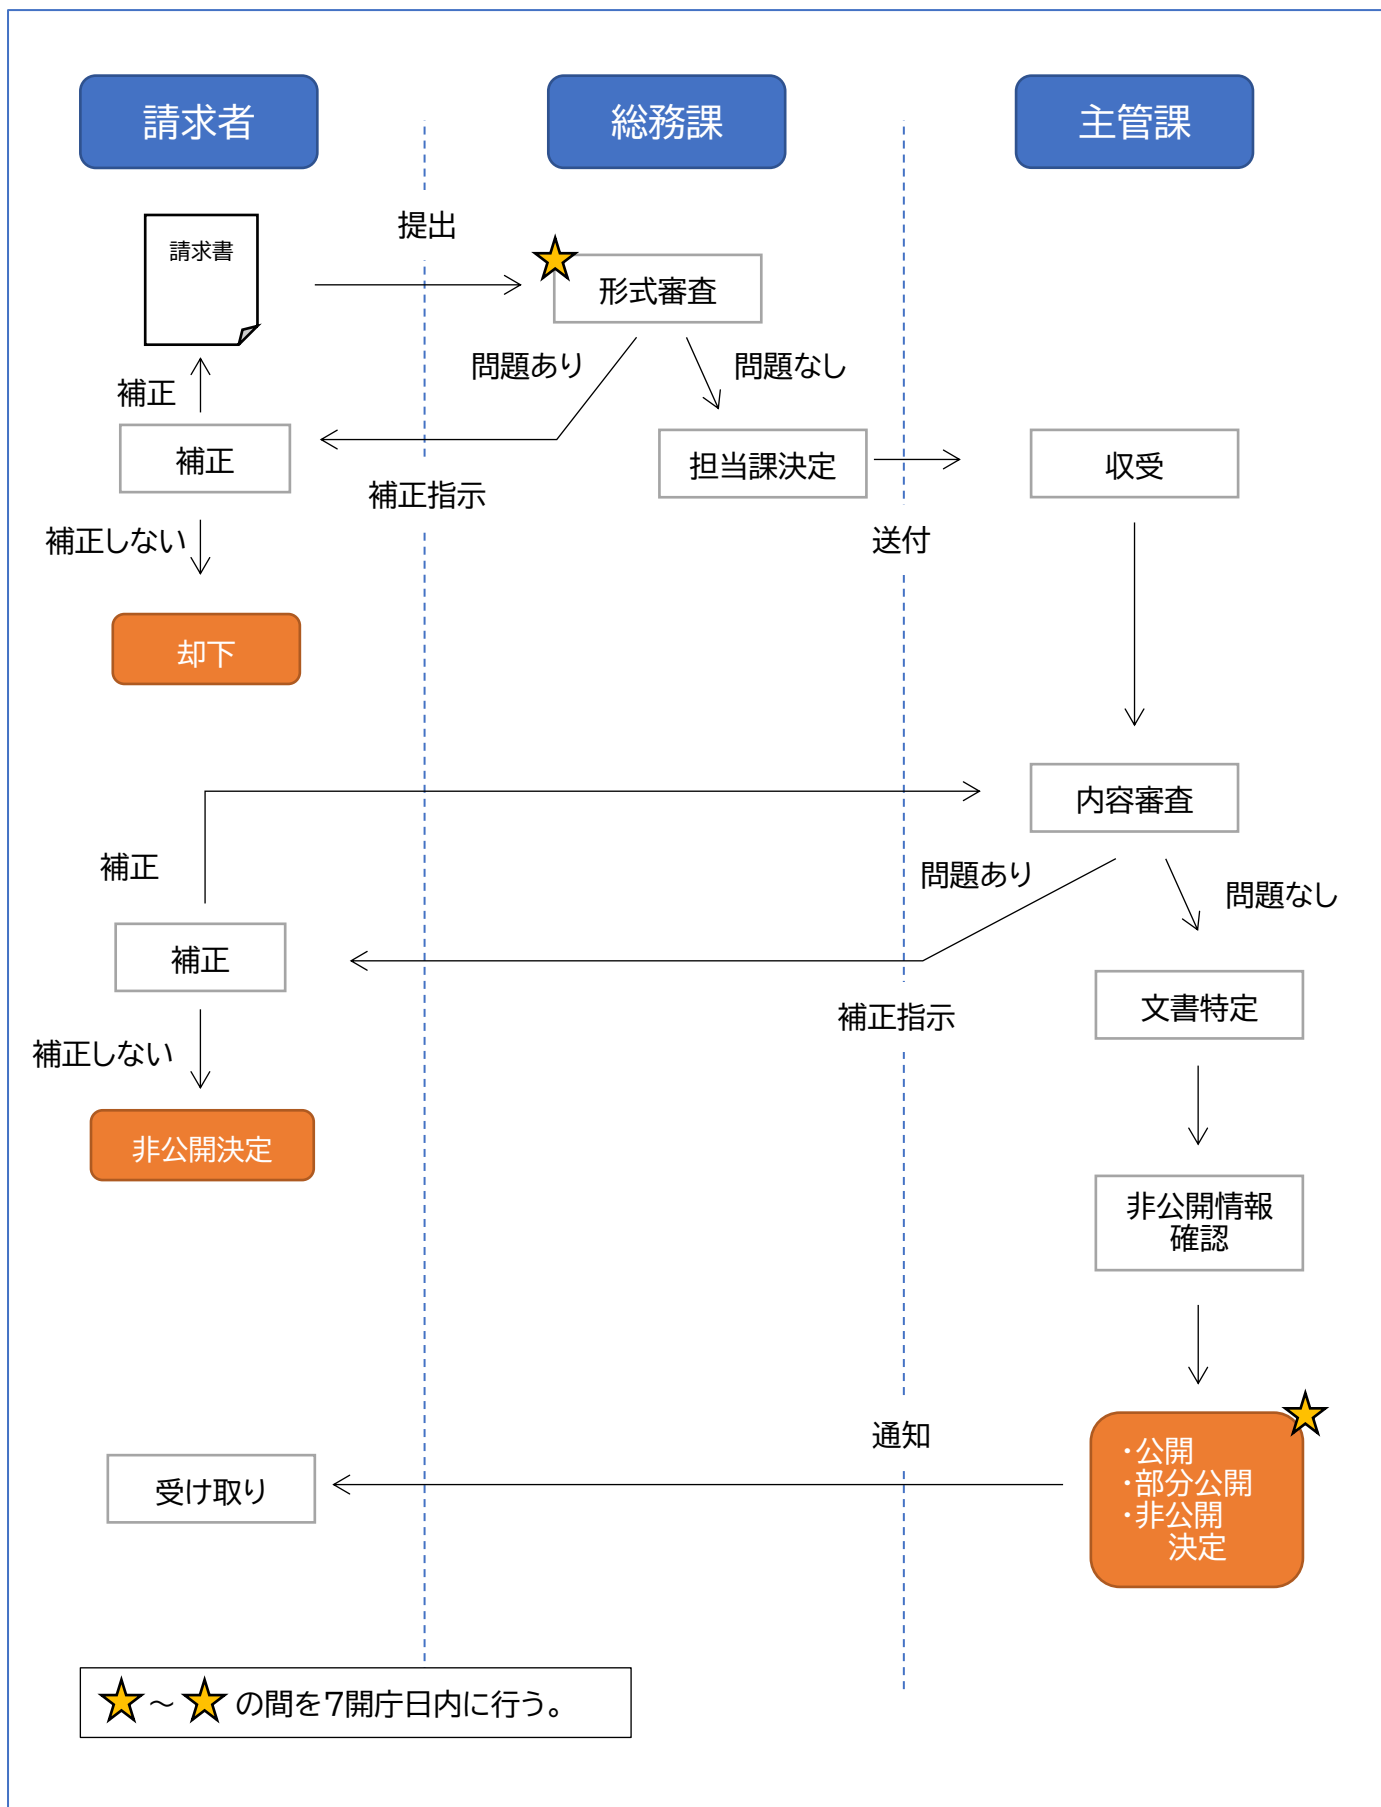 請求者
総務課
主管課
提出
請求書
形式審査
問題あり
問題なし
補正
補正
担当課決定
収受
補正指示
補正しない
送付
却下
内容審査
補正
問題あり
問題なし
補正
文書特定
補正指示
補正しない
非公開決定
非公開情報
確認
通知
・公開
・部分公開
・非公開
決定
受け取り
～ の間を7開庁日内に行う。